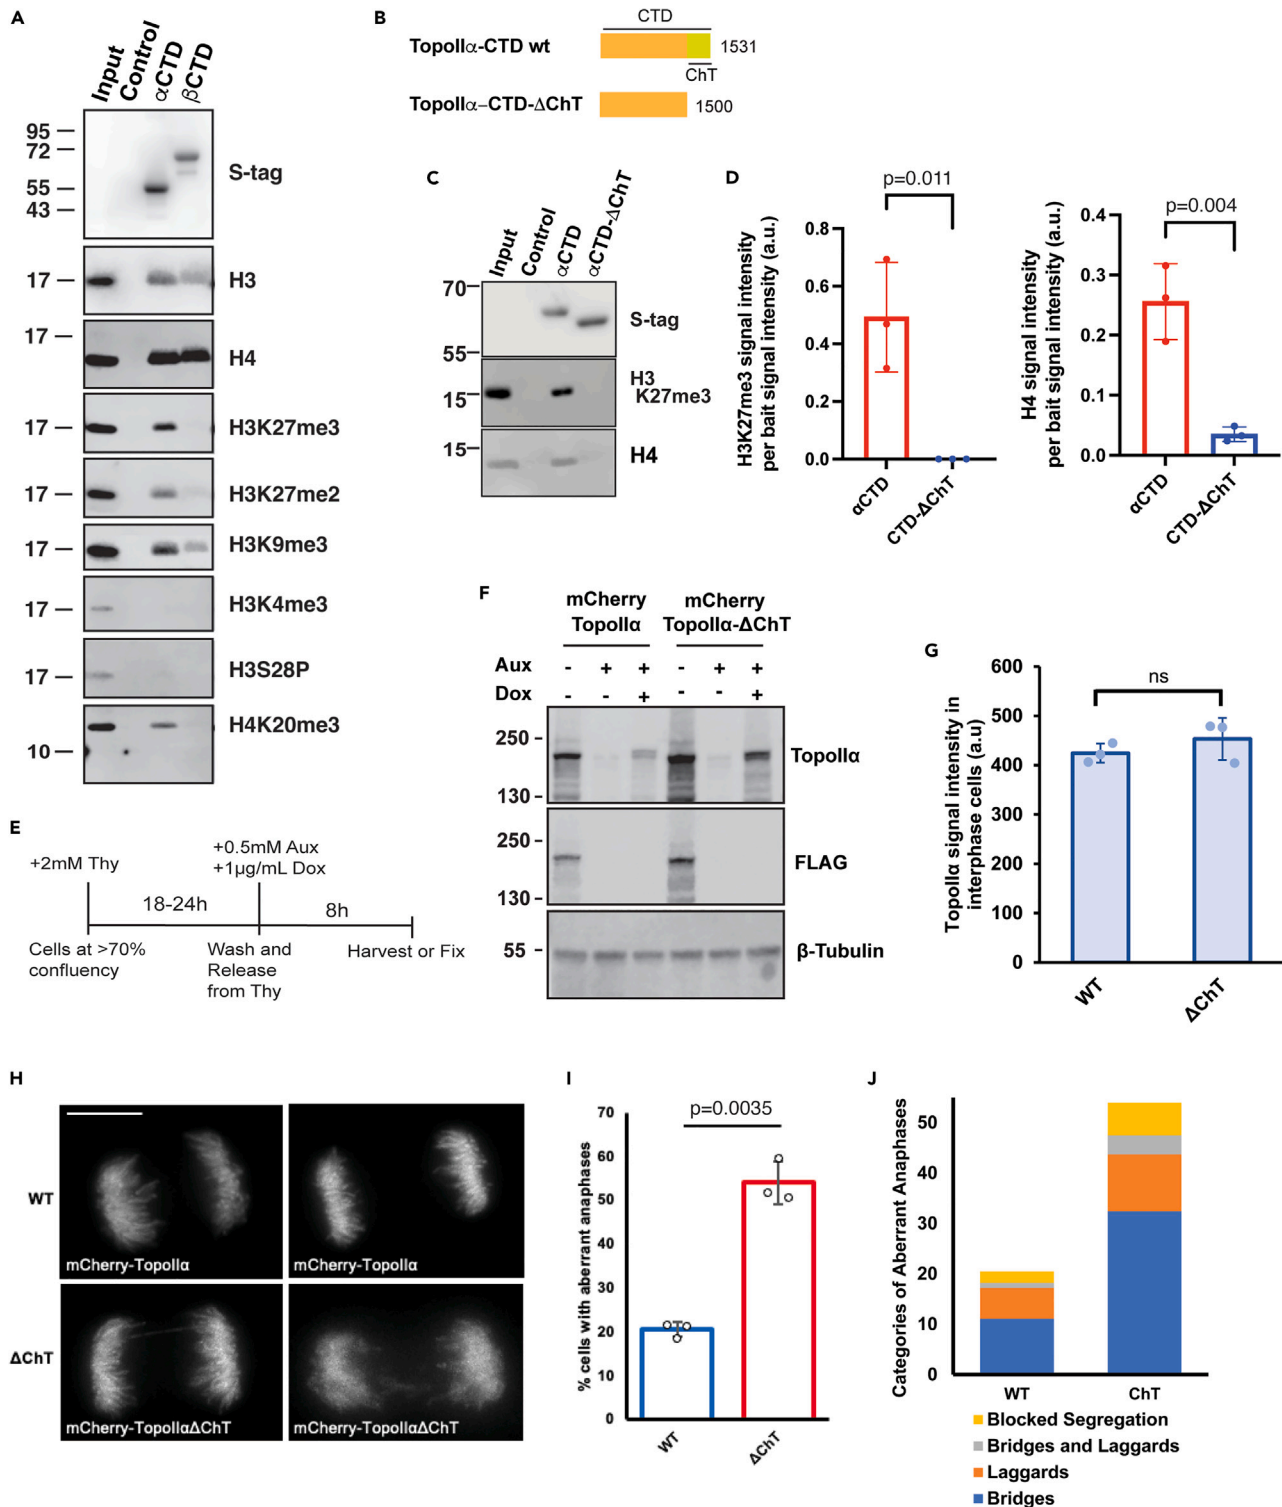 A
Input
Control
αCTD
βCTD
95
72
55
43
S-tag
17
H3
17
H4
17
H3K27me3
17
H3K27me2
17
H3K9me3
17
H3K4me3
17
H3S28P
H4K20me3
10
B
CTD
TopoIIα-CTD wt
1531
ChT
TopoIIα–CTD-ΔChT
1500
C
Input
Control
αCTD
αCTD-ΔChT
70
S-tag
55
H3
K27me3
15
15
H4
D
p=0.011
H3K27me3 signal intensity
per bait signal intensity (a.u.)
0.8
0.6
0.4
0.2
0.0
αCTD
CTD-ΔChT
p=0.004
H4 signal intensity
per bait signal intensity (a.u.)
0.4
0.3
0.2
0.1
0.0
αCTD
CTD-ΔChT
E
+2mM Thy
+0.5mM Aux
+1µg/mL Dox
18-24h
8h
Cells at >70%
confluency
Wash and
Release
from Thy
Harvest or Fix
F
mCherry
TopoIIα
mCherry
TopoIIα-ΔChT
Aux - + + - + +
Dox - - + - - +
250
130
TopoIIα
250
130
FLAG
55
β-Tubulin
G
TopoIIα signal intensity in
interphase cells (a.u)
600
500
400
300
200
100
0
ns
WT
ΔChT
H
WT
mCherry-TopoIIα
mCherry-TopoIIα
ΔChT
mCherry-TopoIIαΔChT
mCherry-TopoIIαΔChT
I
p=0.0035
% cells with aberrant anaphases
70
60
50
40
30
20
10
0
WT
ΔChT
J
Categories of Aberrant Anaphases
50
40
30
20
10
0
WT
ChT
Blocked Segregation
Bridges and Laggards
Laggards
Bridges